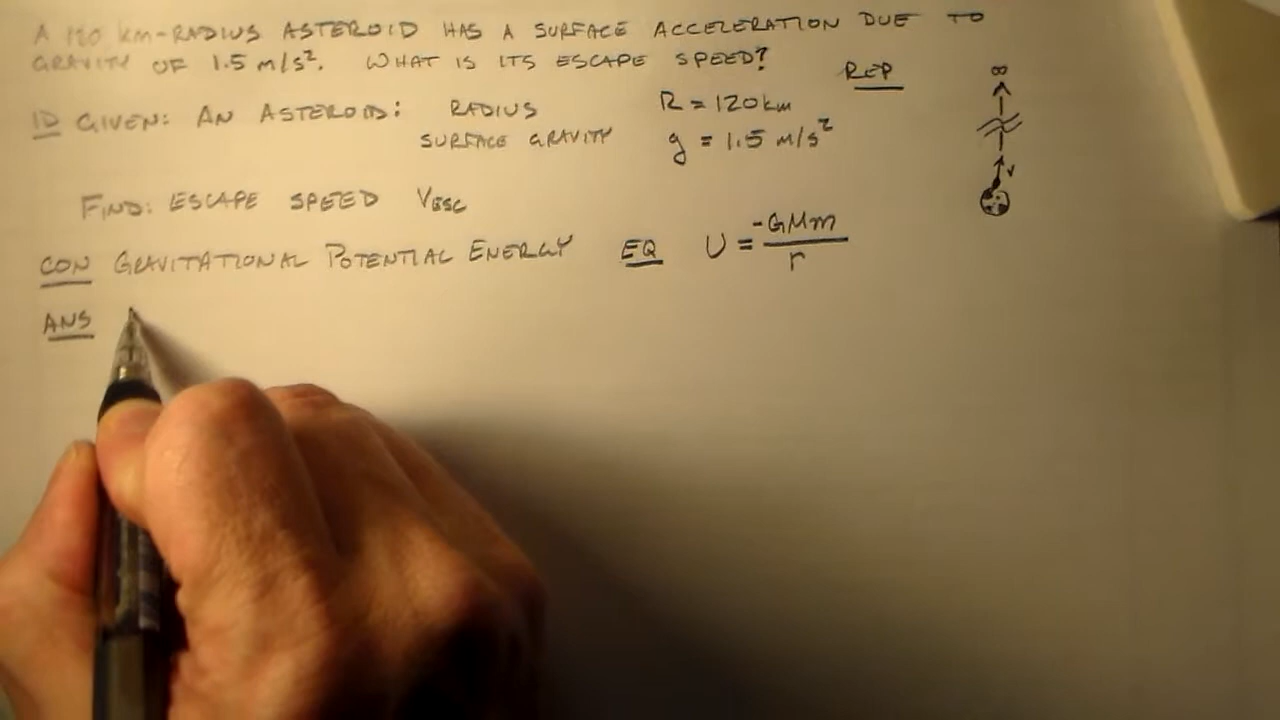 A 120 km-RADIUS ASTEROID HAS A SURFACE ACCELERATION DUE TO
GRAVITY OF 1.5 m/s². WHAT IS ITS ESCAPE SPEED?
REP
∞
ID GIVEN: AN ASTEROID: RADIUS R = 120 km
SURFACE GRAVITY g = 1.5 m/s²
v
FIND: ESCAPE SPEED VESC
CON GRAVITATIONAL POTENTIAL ENERGY EQ U = -GMm/r
ANS